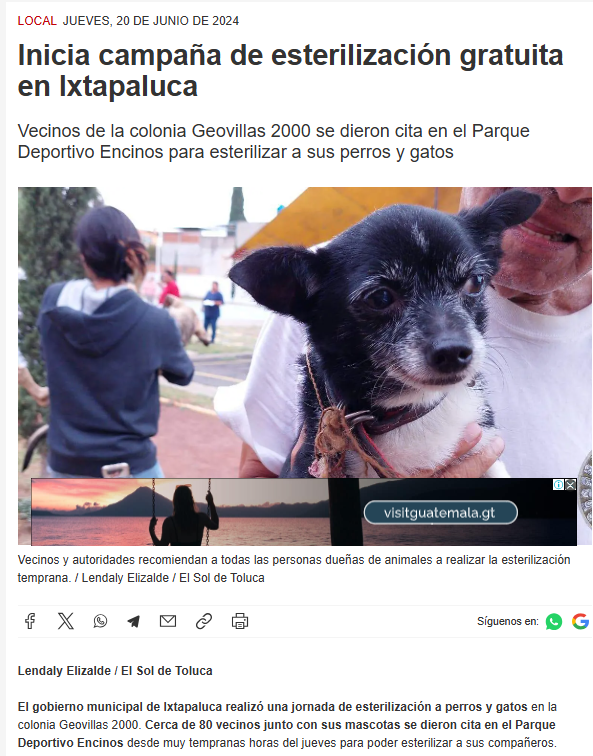 LOCAL JUEVES, 20 DE JUNIO DE 2024
Inicia campaña de esterilización gratuita
en Ixtapaluca
Vecinos de la colonia Geovillas 2000 se dieron cita en el Parque
Deportivo Encinos para esterilizar a sus perros y gatos
visitguatemala.gt
Vecinos y autoridades recomiendan a todas las personas dueñas de animales a realizar la esterilización
temprana. / Lendaly Elizalde / El Sol de Toluca
Síguenos en:
Lendaly Elizalde / El Sol de Toluca
El gobierno municipal de Ixtapaluca realizó una jornada de esterilización a perros y gatos en la
colonia Geovillas 2000. Cerca de 80 vecinos junto con sus mascotas se dieron cita en el Parque
Deportivo Encinos desde muy tempranas horas del jueves para poder esterilizar a sus compañeros.